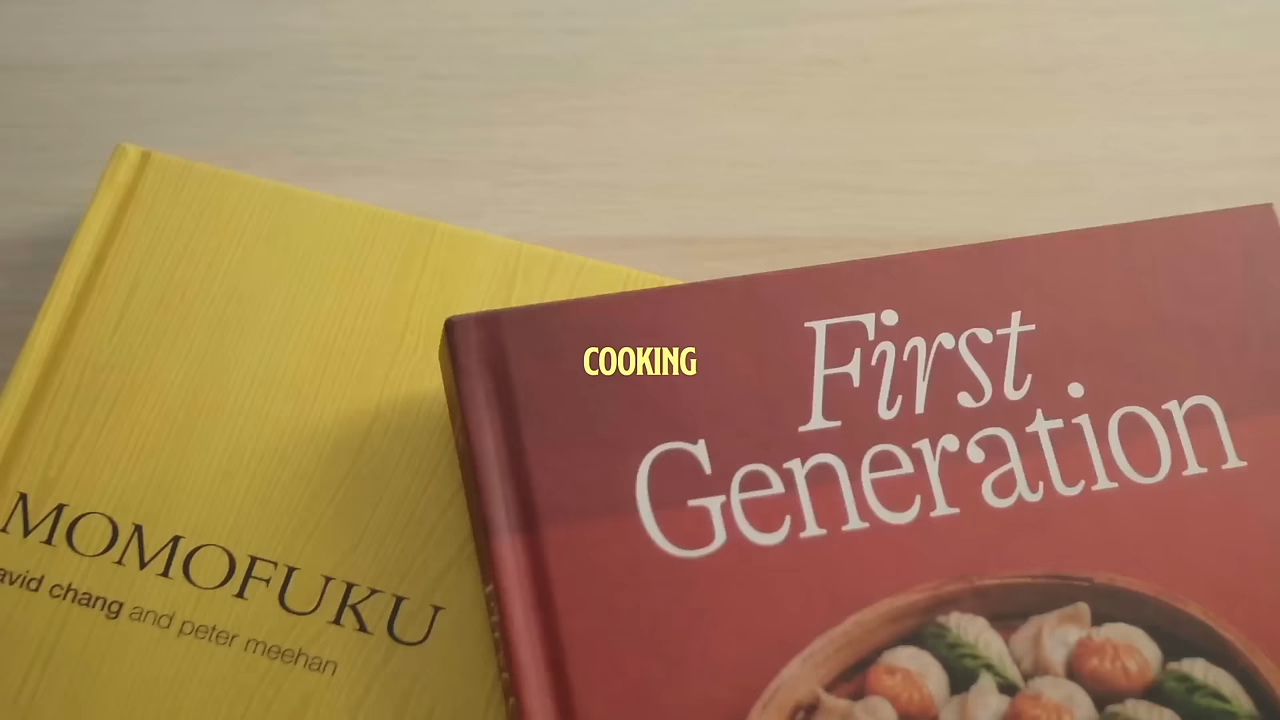 COOKING
First
Generation
MOMOFUKU
avid chang and peter meehan